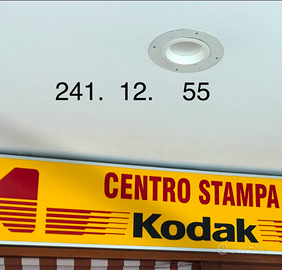 241. 12. 55
CENTRO STAMPA
Kodak